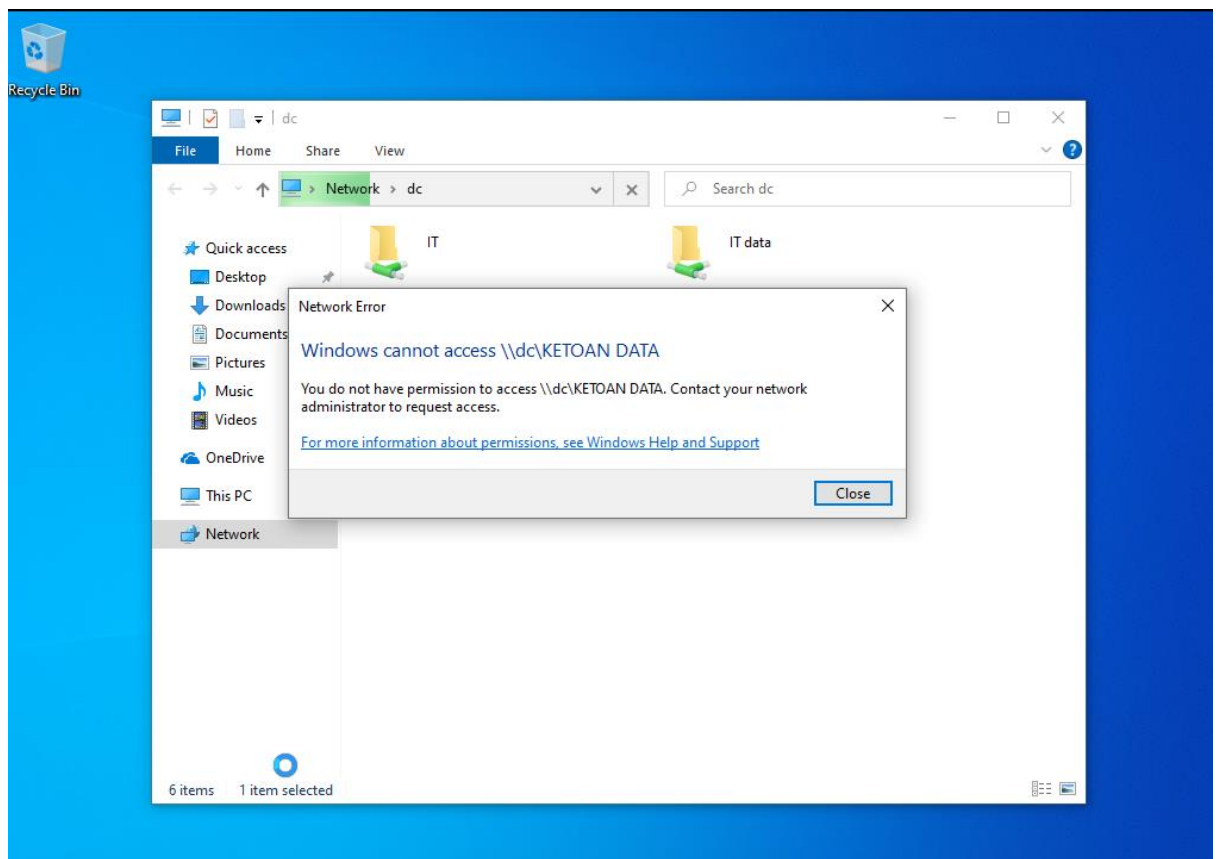 Recycle Bin
dc
File Home Share View
Network > dc
Search dc
Quick access
Desktop
Downloads
Documents
Pictures
Music
Videos
OneDrive
This PC
Network
IT
IT data
Network Error
Windows cannot access \\dc\KETOAN DATA
You do not have permission to access \\dc\KETOAN DATA. Contact your network
administrator to request access.
For more information about permissions, see Windows Help and Support
Close
6 items 1 item selected